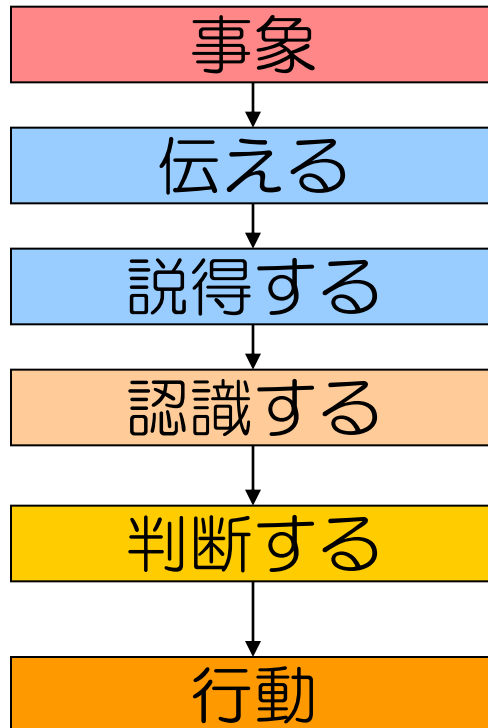 事象
伝える
説得する
認識する
判断する
行動